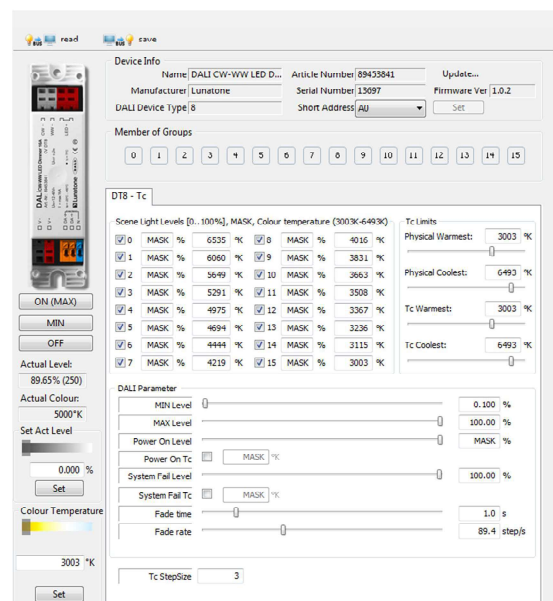 read save
Device Info
Name DALI CW-WW LED D... Article Number 89453841 Update...
Manufacturer Lunatone Serial Number 13097 Firmware Ver 1.0.2
DALI Device Type 8 Short Address A0 Set
Member of Groups
0 1 2 3 4 5 6 7 8 9 10 11 12 13 14 15
DT8 - Tc
Scene Light Levels [0..100%], MASK, Colour temperature (3003K-6493K)
0 MASK % 6535 °K 8 MASK % 4016 °K
1 MASK % 6060 °K 9 MASK % 3831 °K
2 MASK % 5649 °K 10 MASK % 3663 °K
3 MASK % 5291 °K 11 MASK % 3508 °K
4 MASK % 4975 °K 12 MASK % 3367 °K
5 MASK % 4694 °K 13 MASK % 3236 °K
6 MASK % 4444 °K 14 MASK % 3115 °K
7 MASK % 4219 °K 15 MASK % 3003 °K
Tc Limits
Physical Warmest: 3003 °K
Physical Coolest: 6493 °K
Tc Warmest: 3003 °K
Tc Coolest: 6493 °K
ON (MAX)
MIN
OFF
Actual Level:
89.65% (250)
Actual Colour:
5000°K
Set Act Level
0.000 %
Set
Colour Temperature
3003 °K
Set
DALI Parameter
MIN Level 0.100 %
MAX Level 100.00 %
Power On Level MASK %
Power On Tc MASK °K
System Fail Level 100.00 %
System Fail Tc MASK °K
Fade time 1.0 s
Fade rate 89.4 step/s
Tc StepSize 3